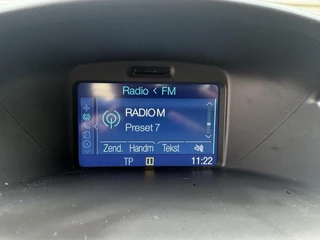 Radio < FM
RADIO M
Preset 7
Zend. Handm Tekst
TP 11:22